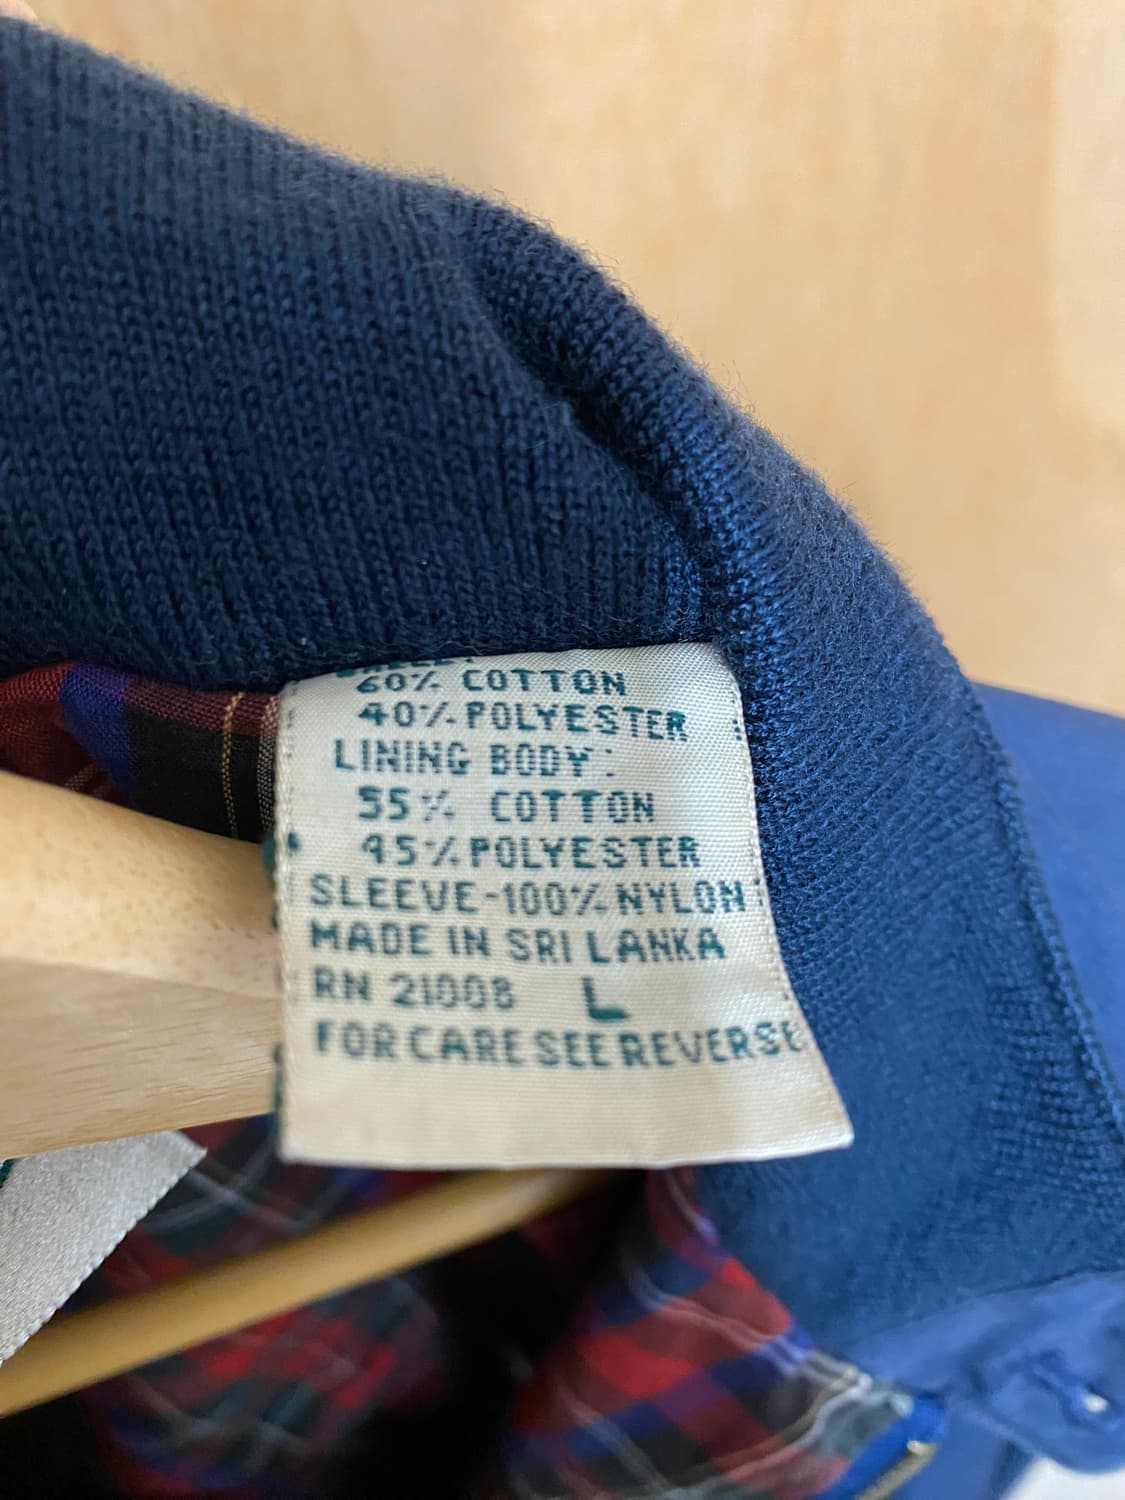 SHELL:
60% COTTON
40% POLYESTER
LINING BODY:
55% COTTON
45% POLYESTER
SLEEVE-100% NYLON
MADE IN SRI LANKA
RN 21008 L
FOR CARE SEE REVERSE